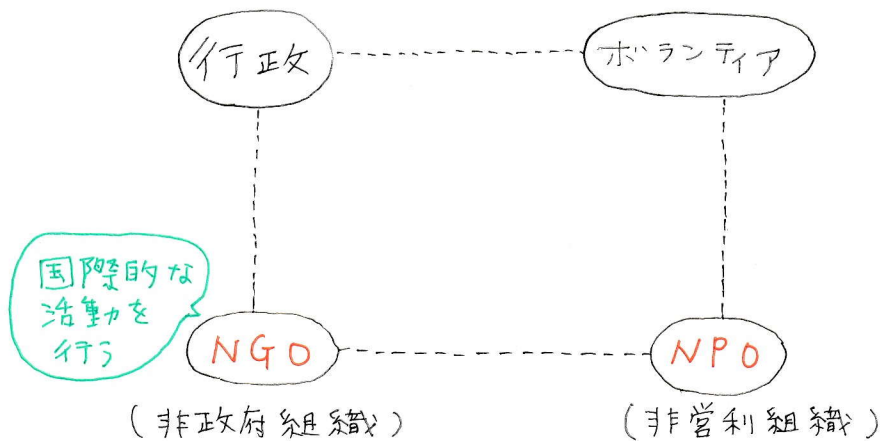 行政
ボランティア
国際的な
活動を
行う
NGO
NPO
(非政府組織)
(非営利組織)